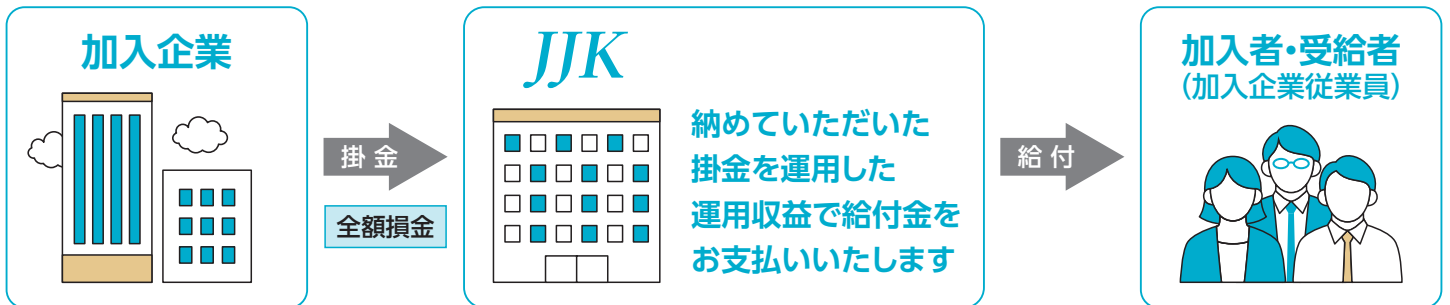 加入企業
掛金
全額損金
JJK
納めていただいた
掛金を運用した
運用収益で給付金を
お支払いいたします
給付
加入者・受給者
(加入企業従業員)